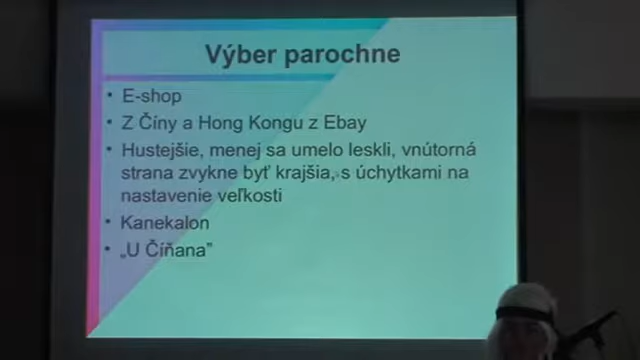 Výber parochne
• E-shop
• Z Číny a Hong Kongu z Ebay
• Hustejšie, menej sa umelo leskli, vnútorná
strana zvykne byť krajšia, s úchytkami na
nastavenie veľkosti
• Kanekalon
• „U Číňana”